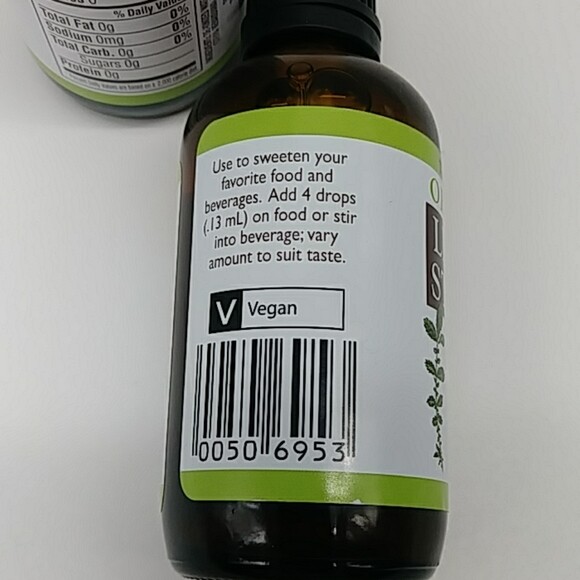 % Daily Value
Total Fat 0g 0%
Sodium 0mg 0%
Total Carb. 0g 0%
Sugars 0g
Protein 0g
Use to sweeten your
favorite food and
beverages. Add 4 drops
(.13 mL) on food or stir
into beverage; vary
amount to suit taste.
V Vegan
0050 6953